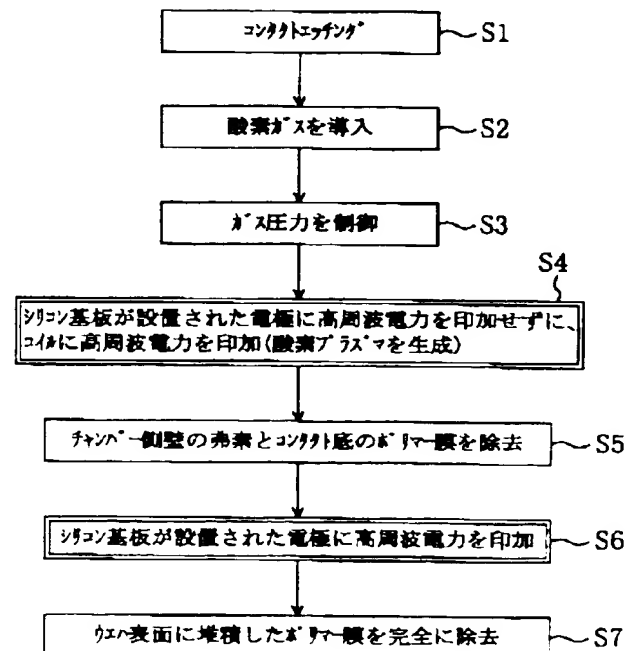 コンタクトエッチング S1
酸素ガスを導入 S2
ガス圧力を制御 S3
S4
シリコン基板が設置された電極に高周波電力を印加せずに、
コイルに高周波電力を印加(酸素プラズマを生成)
チャンバー側壁の弗素とコンタクト底のポリマー膜を除去 S5
シリコン基板が設置された電極に高周波電力を印加 S6
ウエハ表面に堆積したポリマー膜を完全に除去 S7